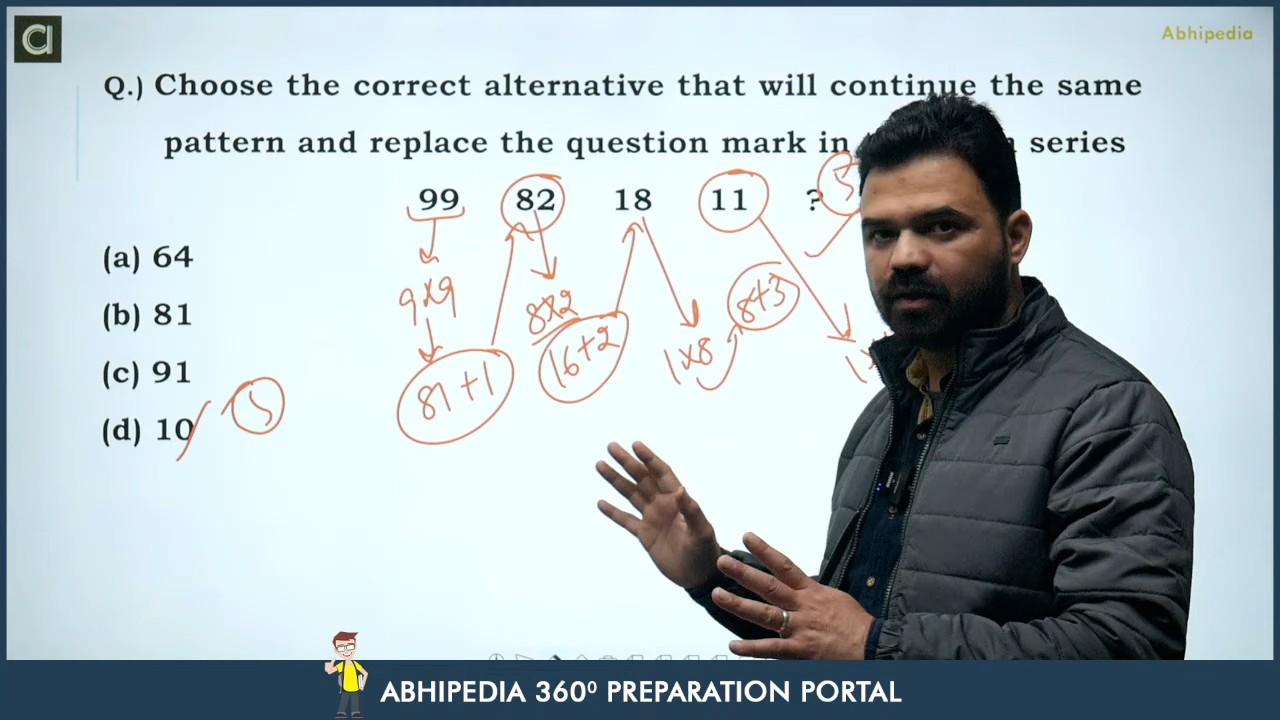 Abhipedia
Q.) Choose the correct alternative that will continue the same
pattern and replace the question mark in series
99 82 18 11 ? 5
(a) 64
(b) 81
(c) 91
(d) 10 5
9x9
8x2
8+3
16+2
1x8
81+1
ABHIPEDIA 360⁰ PREPARATION PORTAL